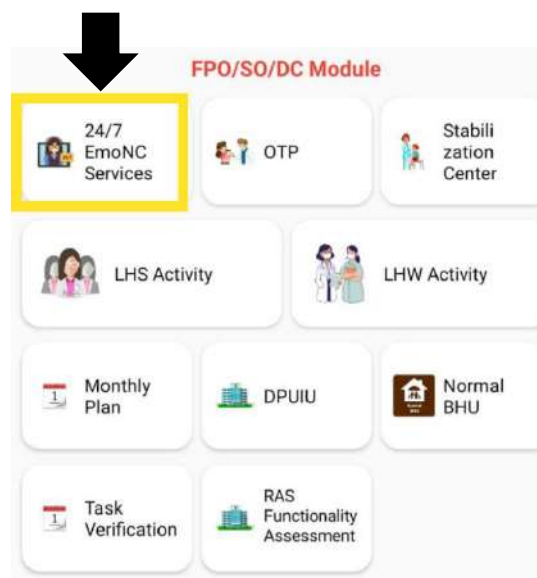 FPO/SO/DC Module
24/7
EmoNC
Services
OTP
Stabili
zation
Center
LHS Activity
LHW Activity
Monthly
Plan
DPUIU
Normal
BHU
Task
Verification
RAS
Functionality
Assessment